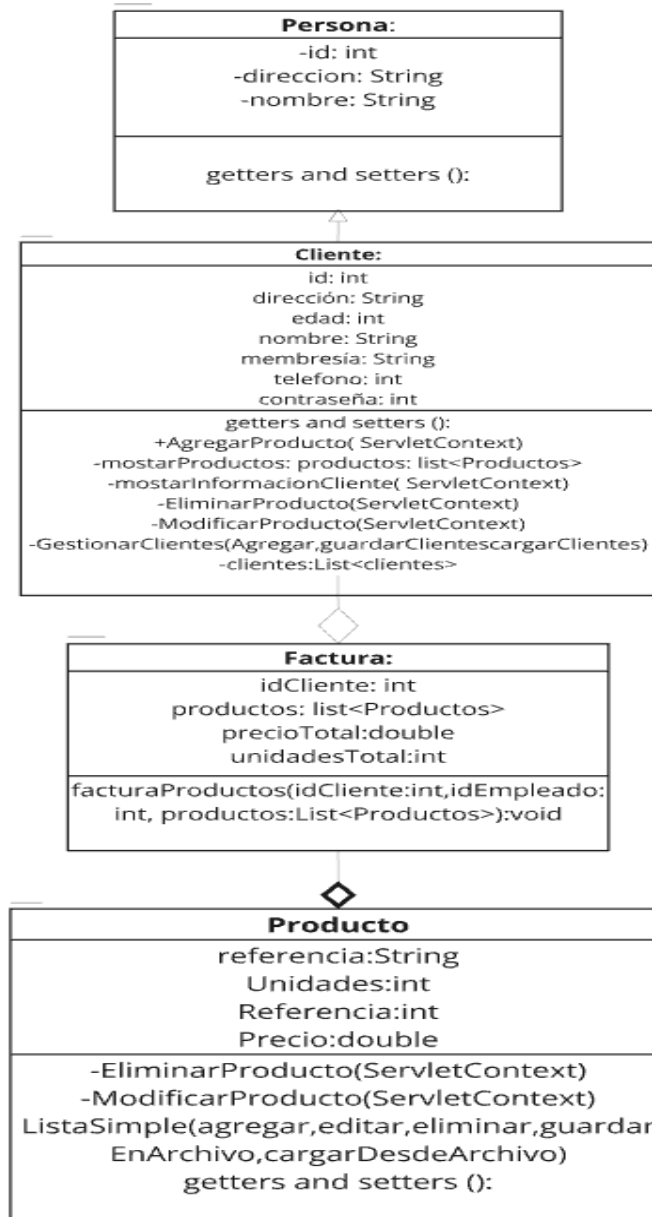 Persona:
-id: int
-direccion: String
-nombre: String
getters and setters ():
Cliente:
id: int
dirección: String
edad: int
nombre: String
membresía: String
telefono: int
contraseña: int
getters and setters ():
+AgregarProducto( ServletContext)
-mostarProductos: productos: list<Productos>
-mostarInformacionCliente( ServletContext)
-EliminarProducto(ServletContext)
-ModificarProducto(ServletContext)
-GestionarClientes(Agregar,guardarClientescargarClientes)
-clientes:List<clientes>
Factura:
idCliente: int
productos: list<Productos>
precioTotal:double
unidadesTotal:int
facturaProductos(idCliente:int,idEmpleado:
int, productos:List<Productos>):void
Producto
referencia:String
Unidades:int
Referencia:int
Precio:double
-EliminarProducto(ServletContext)
-ModificarProducto(ServletContext)
ListaSimple(agregar,editar,eliminar,guardar
EnArchivo,cargarDesdeArchivo)
getters and setters ():